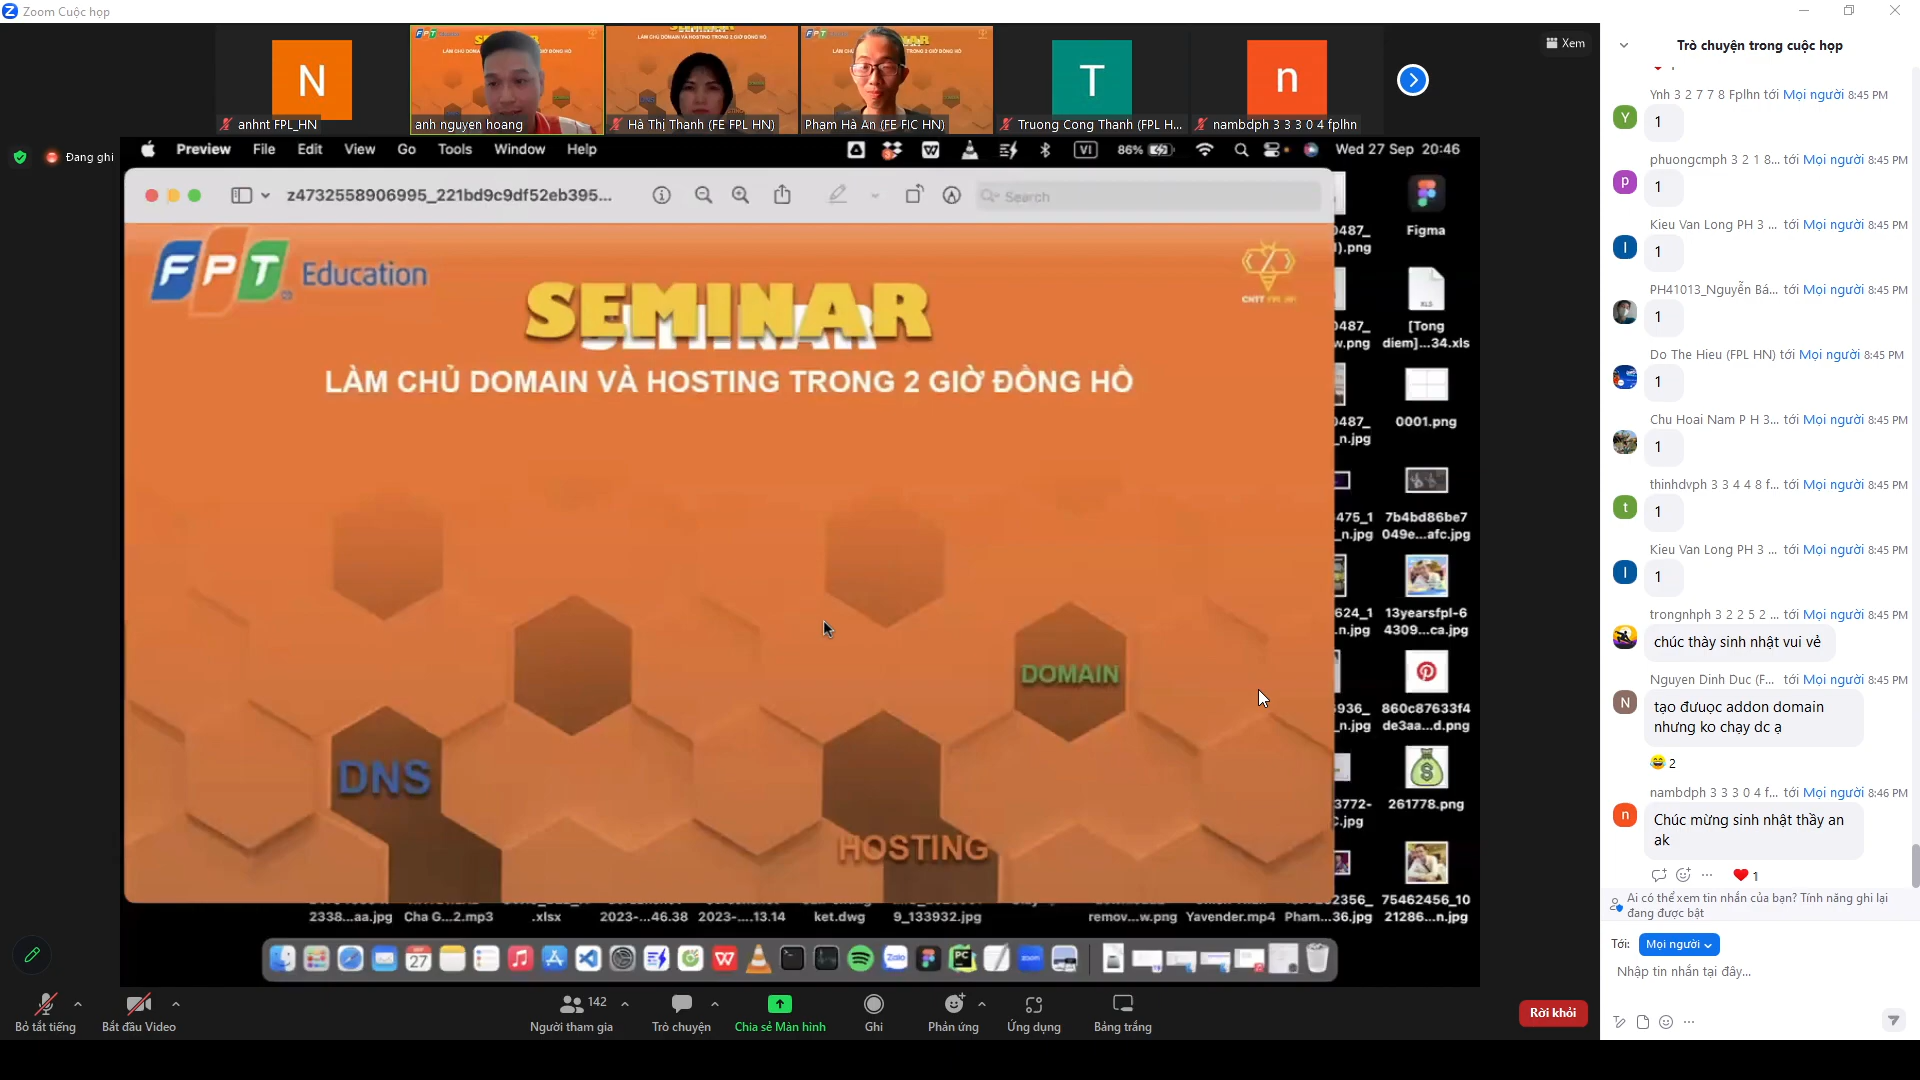 Zoom Cuộc họp
N
anhnt FPL_HN
anh nguyen hoang
Hà Thị Thanh (FE FPL HN)
Phạm Hà An (FE FIC HN)
T
Truong Cong Thanh (FPL H...
n
nambdph 3 3 3 0 4 fplhn
Xem
Đang ghi
Preview File Edit View Go Tools Window Help
VI 86% Wed 27 Sep 20:46
z4732558906995_221bd9c9df52eb395...
Search
FPT Education
SEMINAR
CNTT FPL HN
LÀM CHỦ DOMAIN VÀ HOSTING TRONG 2 GIỜ ĐỒNG HỒ
DOMAIN
DNS
HOSTING
Figma
XLS
[Tong
diem]...34.xls
0001.png
7b4bd86be7
049e...afc.jpg
13yearsfpl-6
4309...ca.jpg
860c87633f4
de3aa...d.png
261778.png
75462456_10
21286...n.jpg
2338...aa.jpg
Cha G...2.mp3
.xlsx
2023-...46.38
2023-....13.14
ket.dwg
9_133932.jpg
remov...w.png
Yavender.mp4
Pham...36.jpg
Bỏ tắt tiếng
Bắt đầu Video
142
Người tham gia
Trò chuyện
Chia sẻ Màn hình
Ghi
Phản ứng
Ứng dụng
Bảng trắng
Rời khỏi
Trò chuyện trong cuộc họp
Ynh 3 2 7 7 8 Fplhn tới Mọi người 8:45 PM
Y
1
phuongcmph 3 2 1 8... tới Mọi người 8:45 PM
p
1
Kieu Van Long PH 3 ... tới Mọi người 8:45 PM
1
PH41013_Nguyễn Bá... tới Mọi người 8:45 PM
1
Do The Hieu (FPL HN) tới Mọi người 8:45 PM
1
Chu Hoai Nam P H 3... tới Mọi người 8:45 PM
1
thinhdvph 3 3 4 4 8 f... tới Mọi người 8:45 PM
t
1
Kieu Van Long PH 3 ... tới Mọi người 8:45 PM
1
trongnhph 3 2 2 5 2 ... tới Mọi người 8:45 PM
chúc thày sinh nhật vui vẻ
Nguyen Dinh Duc (F... tới Mọi người 8:45 PM
N
tạo đưuọc addon domain
nhưng ko chạy dc ạ
2
nambdph 3 3 3 0 4 f... tới Mọi người 8:46 PM
n
Chúc mừng sinh nhật thầy an
ak
1
Ai có thể xem tin nhắn của bạn? Tính năng ghi lại
đang được bật
Tới: Mọi người
Nhập tin nhắn tại đây...